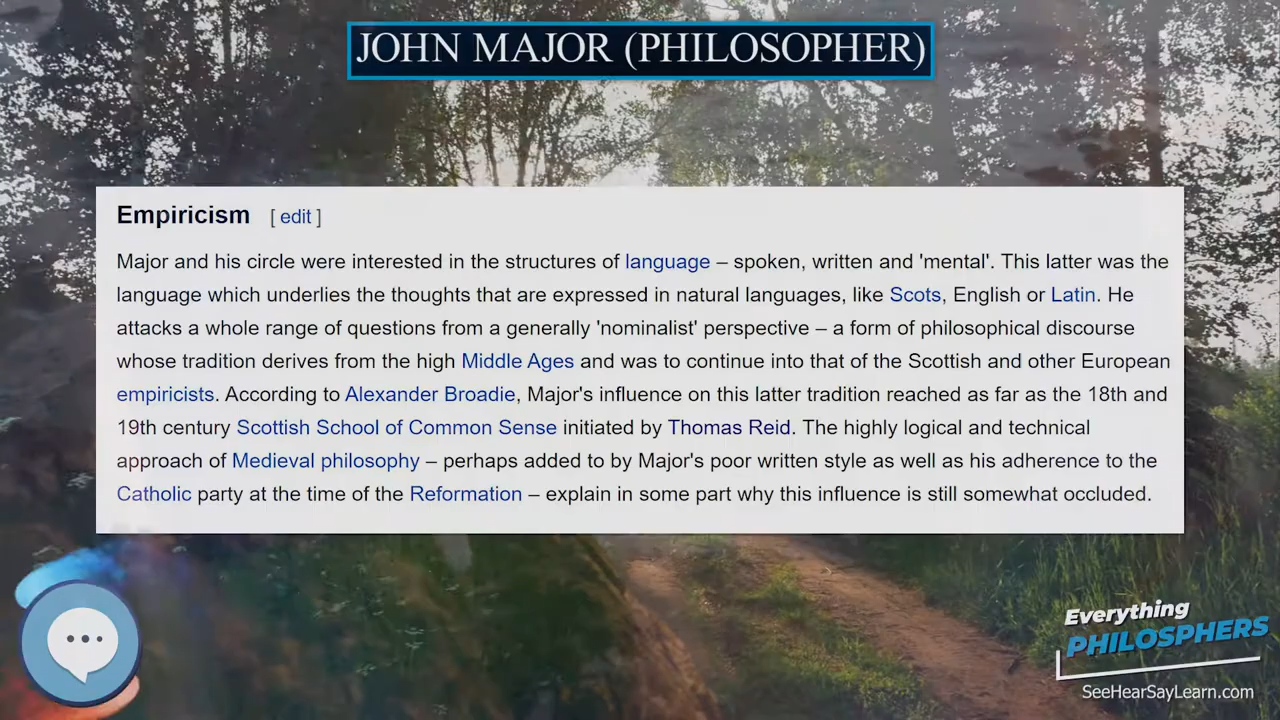 JOHN MAJOR (PHILOSOPHER)
Empiricism [ edit ]
Major and his circle were interested in the structures of language – spoken, written and 'mental'. This latter was the
language which underlies the thoughts that are expressed in natural languages, like Scots, English or Latin. He
attacks a whole range of questions from a generally 'nominalist' perspective – a form of philosophical discourse
whose tradition derives from the high Middle Ages and was to continue into that of the Scottish and other European
empiricists. According to Alexander Broadie, Major's influence on this latter tradition reached as far as the 18th and
19th century Scottish School of Common Sense initiated by Thomas Reid. The highly logical and technical
approach of Medieval philosophy – perhaps added to by Major's poor written style as well as his adherence to the
Catholic party at the time of the Reformation – explain in some part why this influence is still somewhat occluded.
Everything
PHILOSPHERS
SeeHearSayLearn.com